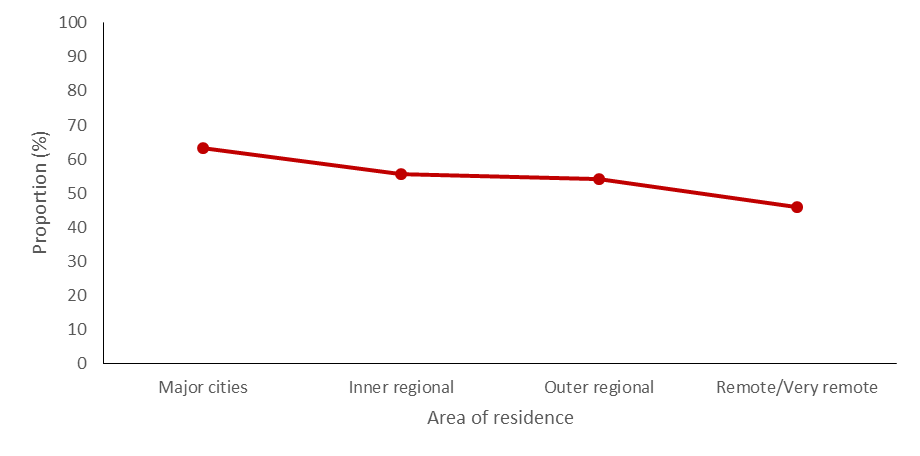 100
90
80
70
60
50
40
30
20
10
0
Proportion (%)
Major cities
Inner regional
Outer regional
Remote/Very remote
Area of residence